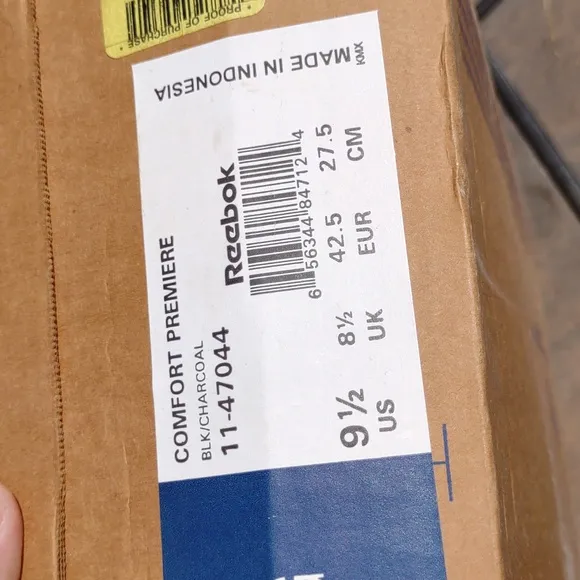 PROOF OF PURCHASE
MADE IN INDONESIA
KMX
COMFORT PREMIERE
BLK/CHARCOAL
11-47044
Reebok
6 56344 84712 4
9½ 8½ 42.5 27.5
US UK EUR CM